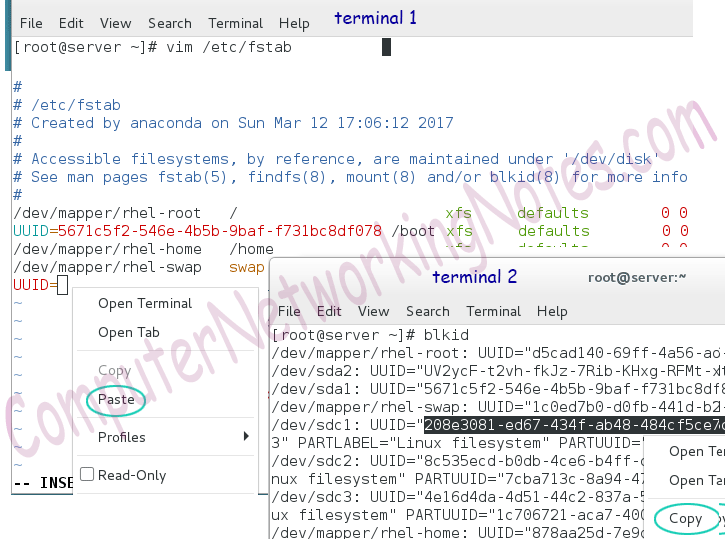 File Edit View Search Terminal Help terminal 1
[root@server ~]# vim /etc/fstab
#
# /etc/fstab
# Created by anaconda on Sun Mar 12 17:06:12 2017
#
# Accessible filesystems, by reference, are maintained under '/dev/disk'
# See man pages fstab(5), findfs(8), mount(8) and/or blkid(8) for more info
#
/dev/mapper/rhel-root / xfs defaults 0 0
UUID=5671c5f2-546e-4b5b-9baf-f731bc8df078 /boot xfs defaults 0 0
/dev/mapper/rhel-home /home
/dev/mapper/rhel-swap swap
UUID=
~
~
~
~
~
~
~
~
~
-- INSE
Open Terminal
Open Tab
Copy
Paste
Profiles
Read-Only
terminal 2 root@server:~
File Edit View Search Terminal Help
[root@server ~]# blkid
/dev/mapper/rhel-root: UUID="d5cad140-69ff-4a56-
/dev/sda2: UUID="UV2ycF-t2vh-fkJz-7Rib-KHxg-RFMt-
/dev/sda1: UUID="5671c5f2-546e-4b5b-9baf-f731bc8df
/dev/mapper/rhel-swap: UUID="1c0ed7b0-d0fb-441d-b2
/dev/sdc1: UUID="208e3081-ed67-434f-ab48-484cf5ce7
3" PARTLABEL="Linux filesystem" PARTUUID="
/dev/sdc2: UUID="8c535ecd-b0db-4ce6-b4ff-
nux filesystem" PARTUUID="7cba713c-8a94-47
/dev/sdc3: UUID="4e16d4da-4d51-44c2-837a-
ux filesystem" PARTUUID="1c706721-aca7-400
/dev/mapper/rhel-home: UUID="878aa25d-7e9
Open Ter
Open Ta
Copy
ComputerNetworkingNotes.com